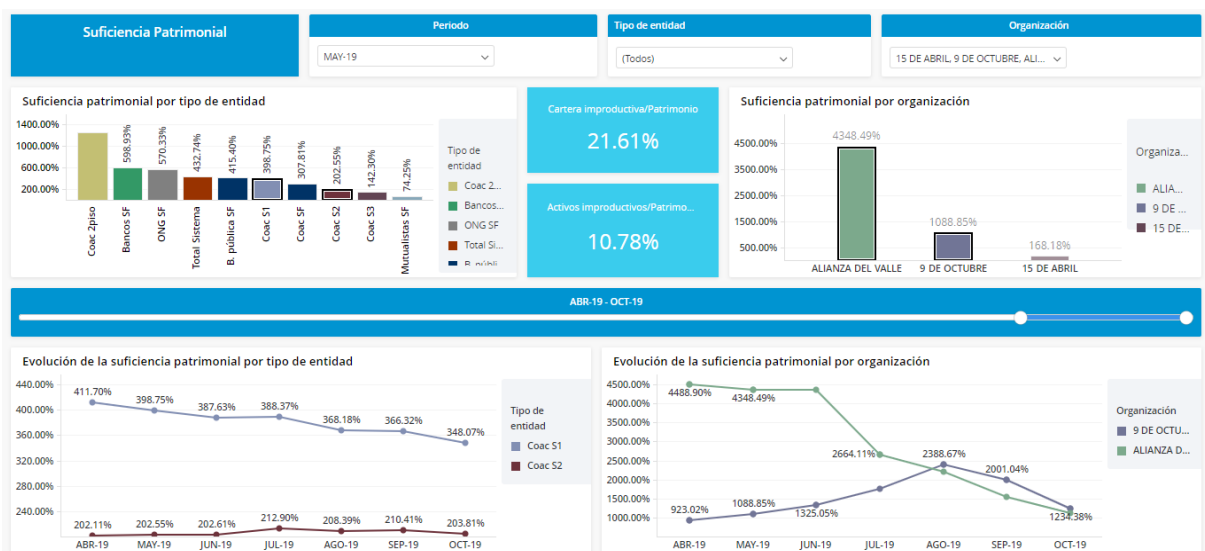 Suficiencia Patrimonial
Periodo
MAY-19
Tipo de entidad
(Todos)
Organización
15 DE ABRIL, 9 DE OCTUBRE, ALI...
Suficiencia patrimonial por tipo de entidad
1400.00%
1000.00%
600.00%
200.00%
598.93%
570.33%
432.74%
415.40%
398.75%
307.81%
202.55%
142.30%
74.25%
Coac 2piso
Bancos SF
ONG SF
Total Sistema
B. pública SF
Coac S1
Coac SF
Coac S2
Coac S3
Mutualistas SF
Tipo de
entidad
Coac 2...
Bancos...
ONG SF
Total Si...
B. públi...
Cartera improductiva/Patrimonio
21.61%
Activos improductivos/Patrimo...
10.78%
Suficiencia patrimonial por organización
4500.00%
3500.00%
2500.00%
1500.00%
500.00%
4348.49%
1088.85%
168.18%
ALIANZA DEL VALLE
9 DE OCTUBRE
15 DE ABRIL
Organiza...
ALIA...
9 DE ...
15 DE...
ABR-19 - OCT-19
Evolución de la suficiencia patrimonial por tipo de entidad
440.00%
400.00%
360.00%
320.00%
280.00%
240.00%
411.70%
398.75%
387.63%
388.37%
368.18%
366.32%
348.07%
202.11%
202.55%
202.61%
212.90%
208.39%
210.41%
203.81%
ABR-19
MAY-19
JUN-19
JUL-19
AGO-19
SEP-19
OCT-19
Tipo de
entidad
Coac S1
Coac S2
Evolución de la suficiencia patrimonial por organización
4500.00%
4000.00%
3500.00%
3000.00%
2500.00%
2000.00%
1500.00%
1000.00%
4488.90%
4348.49%
2664.11%
2388.67%
2001.04%
923.02%
1088.85%
1325.05%
1234.38%
ABR-19
MAY-19
JUN-19
JUL-19
AGO-19
SEP-19
OCT-19
Organización
9 DE OCTU...
ALIANZA D...